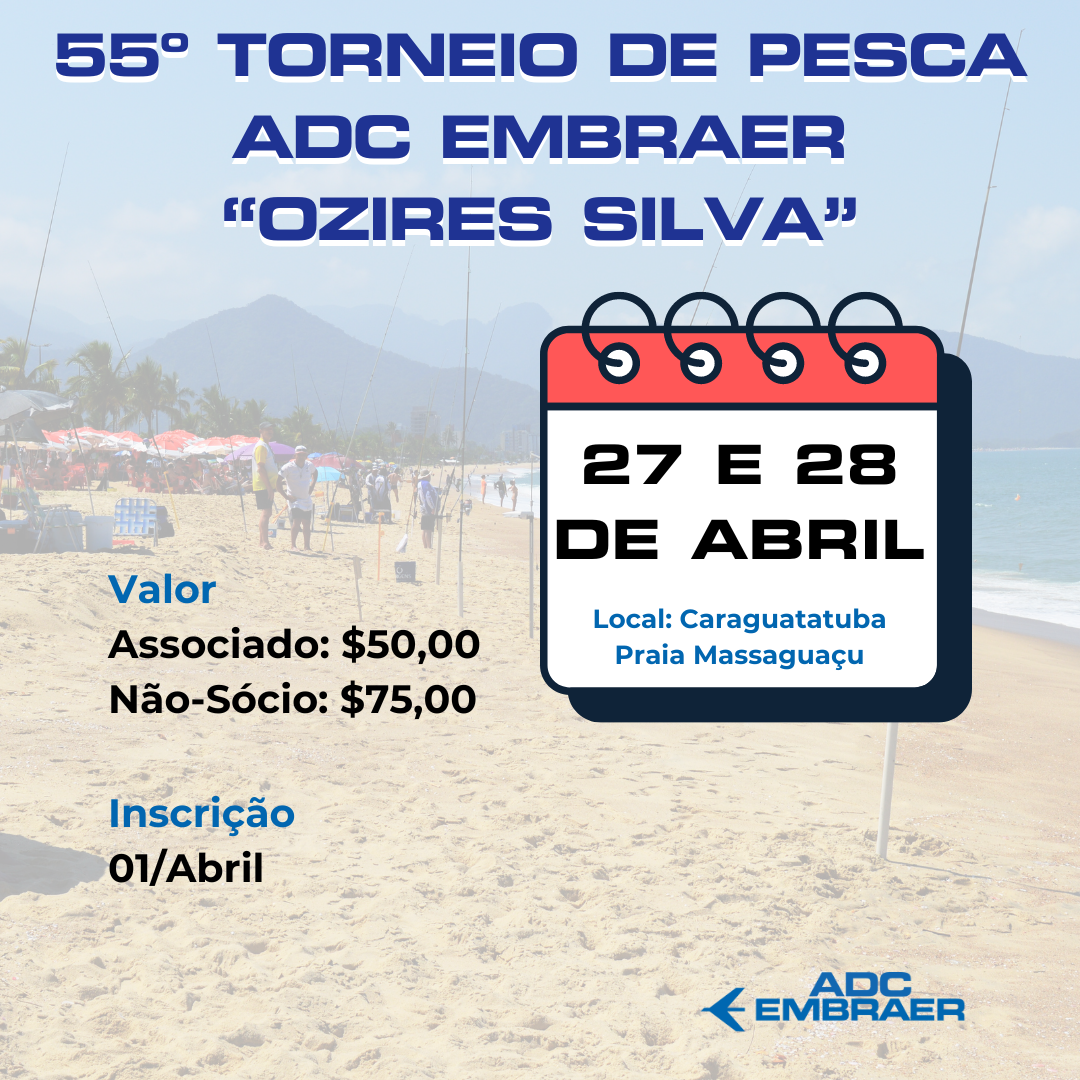 55º TORNEIO DE PESCA
ADC EMBRAER
“OZIRES SILVA”
27 E 28
DE ABRIL
Local: Caraguatatuba
Praia Massaguaçu
Valor
Associado: $50,00
Não-Sócio: $75,00
Inscrição
01/Abril
ADC
EMBRAER